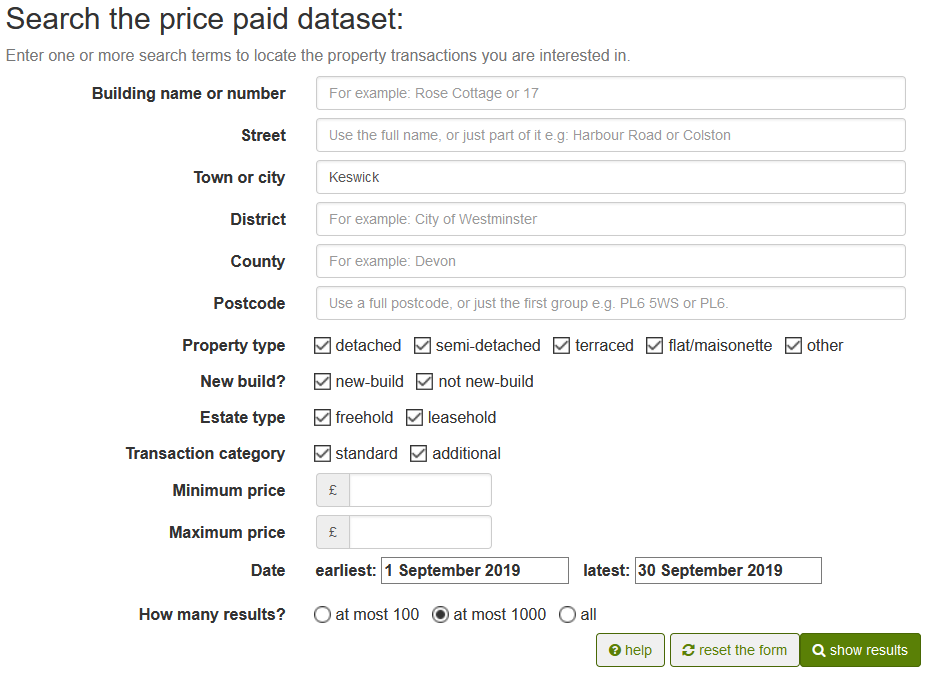 Search the price paid dataset:
Enter one or more search terms to locate the property transactions you are interested in.
Building name or number For example: Rose Cottage or 17
Street Use the full name, or just part of it e.g: Harbour Road or Colston
Town or city Keswick
District For example: City of Westminster
County For example: Devon
Postcode Use a full postcode, or just the first group e.g. PL6 5WS or PL6.
Property type detached semi-detached terraced flat/maisonette other
New build? new-build not new-build
Estate type freehold leasehold
Transaction category standard additional
Minimum price £
Maximum price £
Date earliest: 1 September 2019 latest: 30 September 2019
How many results? at most 100 at most 1000 all
help reset the form show results